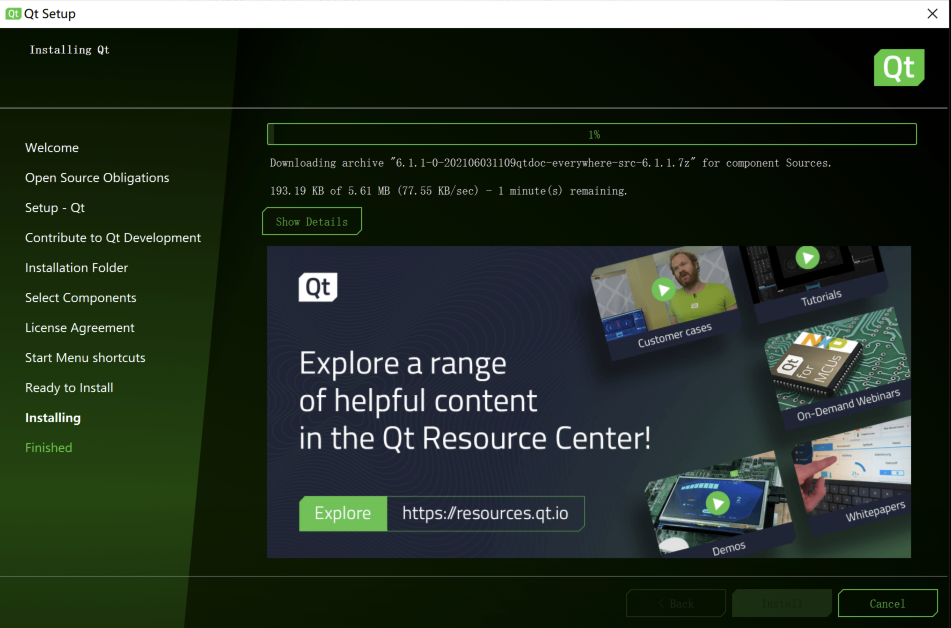 Qt Qt Setup
Installing Qt
Qt
Welcome
Open Source Obligations
Setup - Qt
Contribute to Qt Development
Installation Folder
Select Components
License Agreement
Start Menu shortcuts
Ready to Install
Installing
Finished
1%
Downloading archive "6.1.1-0-202106031109qtdoc-everywhere-src-6.1.1.7z" for component Sources.
193.19 KB of 5.61 MB (77.55 KB/sec) - 1 minute(s) remaining.
Show Details
Qt
Explore a range
of helpful content
in the Qt Resource Center!
Explore https://resources.qt.io
Customer cases
Tutorials
Qt for MCUs
On-Demand Webinars
Whitepapers
Demos
< Back
Install
Cancel